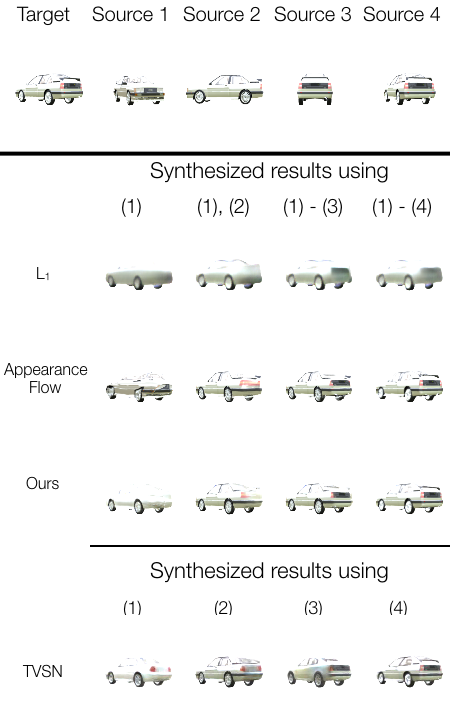 Target Source 1 Source 2 Source 3 Source 4
Synthesized results using
(1) (1), (2) (1) - (3) (1) - (4)
L₁
Appearance
Flow
Ours
Synthesized results using
(1) (2) (3) (4)
TVSN